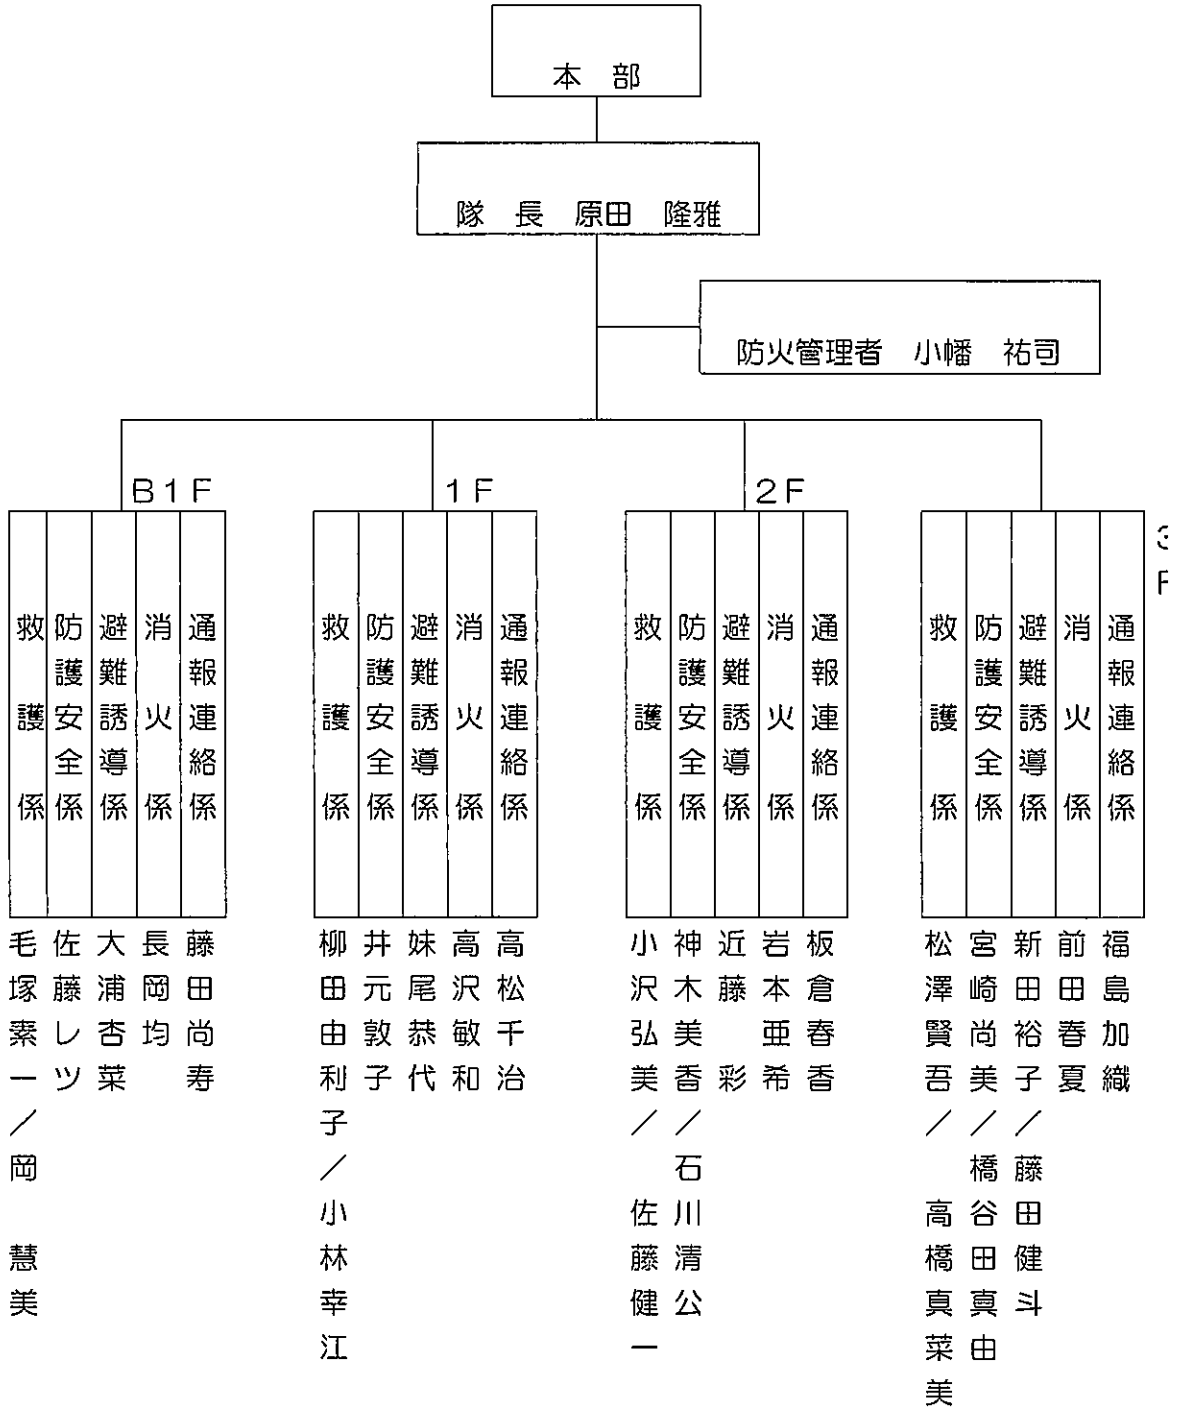 本 部
隊 長 原田 隆雅
防火管理者 小幡 祐司
B1F
救護係
防護安全係
避難誘導係
消火係
通報連絡係
毛塚素一/岡 慧美
佐藤レツ
大浦杏菜
長岡均
藤田尚寿
1F
救護係
防護安全係
避難誘導係
消火係
通報連絡係
柳田由利子/小林幸江
井元敦子
妹尾恭代
高沢敏和
高松千治
2F
救護係
防護安全係
避難誘導係
消火係
通報連絡係
小沢弘美/ 佐藤健一
神木美香/石川清公
近藤 彩
岩本亜希
板倉春香
3F
救護係
防護安全係
避難誘導係
消火係
通報連絡係
松澤賢吾/ 高橋真菜美
宮崎尚美/橋谷田真由
新田裕子/藤田健斗
前田春夏
福島加織